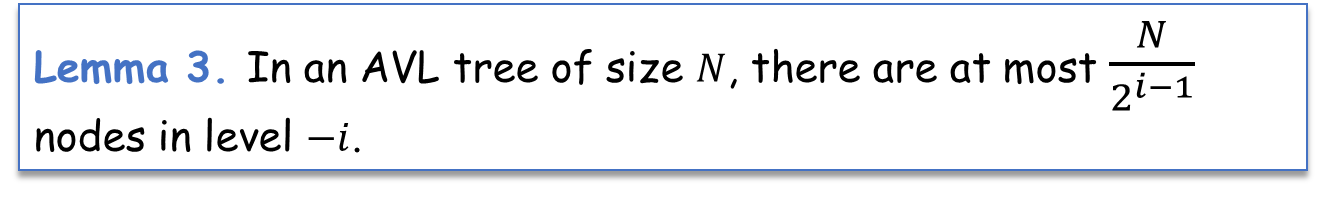 Lemma 3. In an AVL tree of size N, there are at most N/2^{i−1}
nodes in level −i.